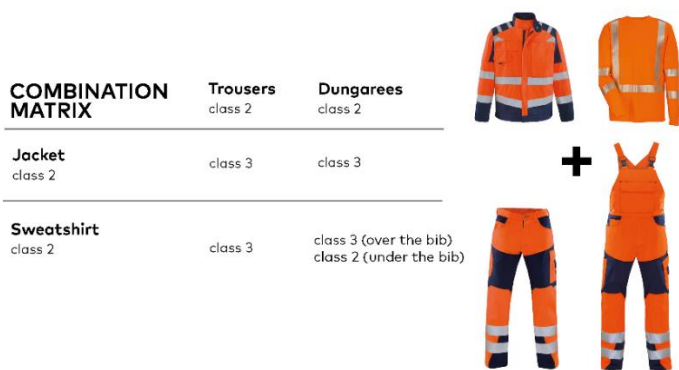 COMBINATION
MATRIX
Trousers
class 2
Dungarees
class 2
Jacket
class 2
class 3
class 3
Sweatshirt
class 2
class 3
class 3 (over the bib)
class 2 (under the bib)